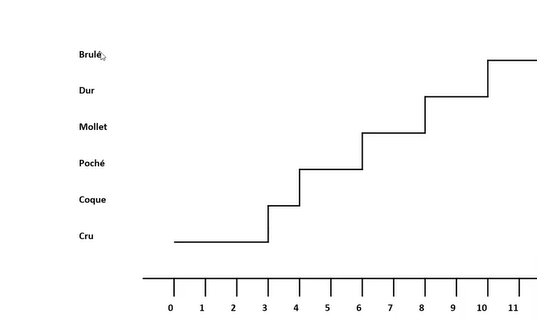 Brulé
Dur
Mollet
Poché
Coque
Cru
0 1 2 3 4 5 6 7 8 9 10 11